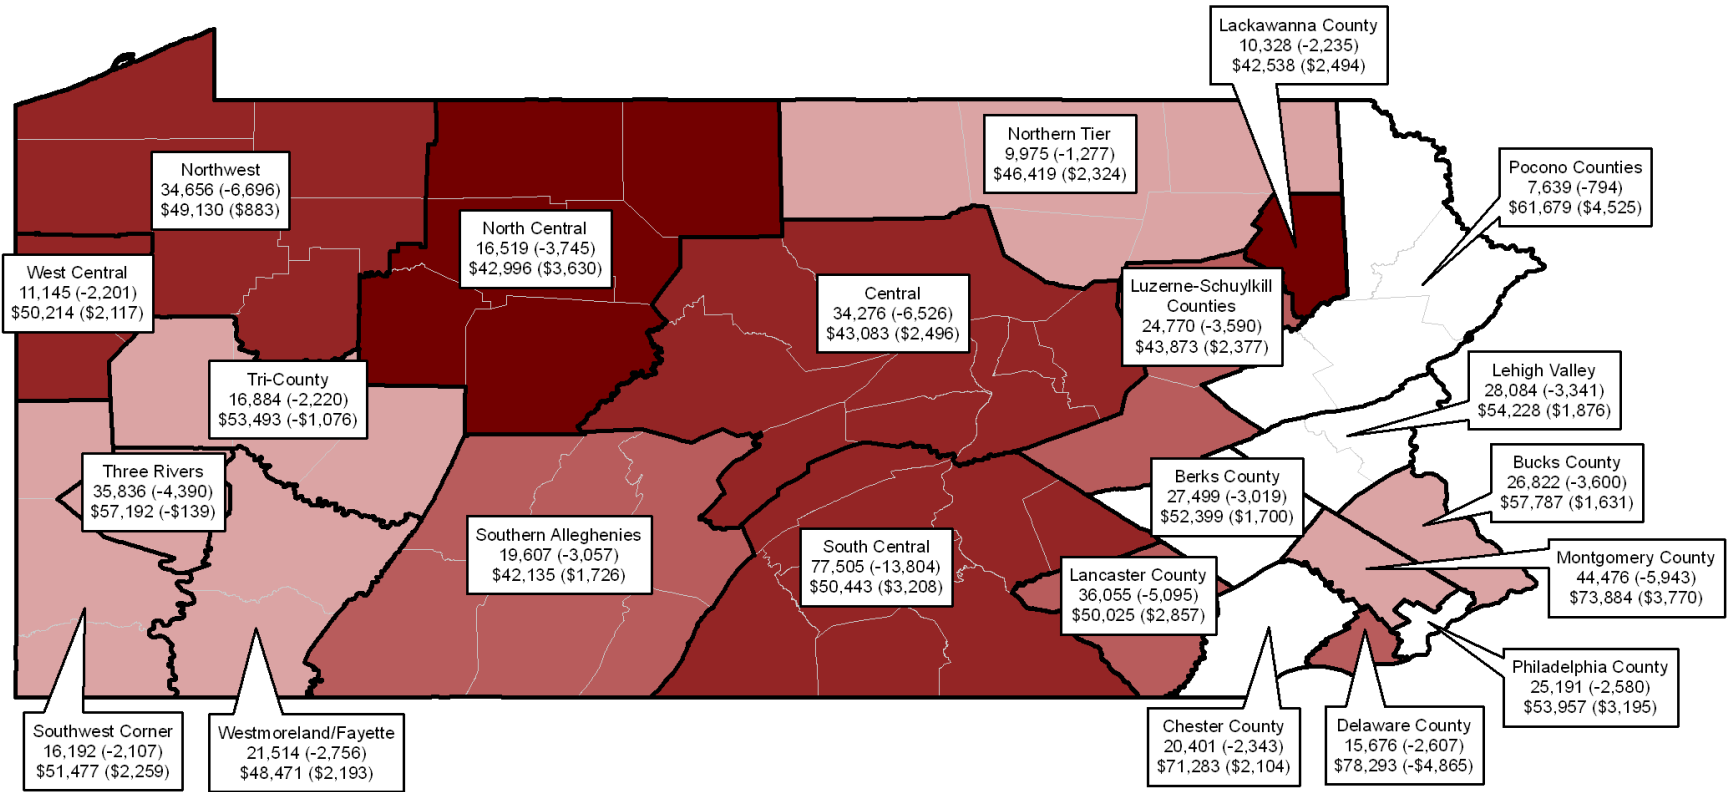 Lackawanna County
10,328 (-2,235)
$42,538 ($2,494)
Northern Tier
9,975 (-1,277)
$46,419 ($2,324)
Pocono Counties
7,639 (-794)
$61,679 ($4,525)
Northwest
34,656 (-6,696)
$49,130 ($883)
North Central
16,519 (-3,745)
$42,996 ($3,630)
West Central
11,145 (-2,201)
$50,214 ($2,117)
Central
34,276 (-6,526)
$43,083 ($2,496)
Luzerne-Schuylkill
Counties
24,770 (-3,590)
$43,873 ($2,377)
Tri-County
16,884 (-2,220)
$53,493 (-$1,076)
Lehigh Valley
28,084 (-3,341)
$54,228 ($1,876)
Three Rivers
35,836 (-4,390)
$57,192 (-$139)
Berks County
27,499 (-3,019)
$52,399 ($1,700)
Bucks County
26,822 (-3,600)
$57,787 ($1,631)
Southern Alleghenies
19,607 (-3,057)
$42,135 ($1,726)
South Central
77,505 (-13,804)
$50,443 ($3,208)
Lancaster County
36,055 (-5,095)
$50,025 ($2,857)
Montgomery County
44,476 (-5,943)
$73,884 ($3,770)
Philadelphia County
25,191 (-2,580)
$53,957 ($3,195)
Southwest Corner
16,192 (-2,107)
$51,477 ($2,259)
Westmoreland/Fayette
21,514 (-2,756)
$48,471 ($2,193)
Chester County
20,401 (-2,343)
$71,283 ($2,104)
Delaware County
15,676 (-2,607)
$78,293 (-$4,865)